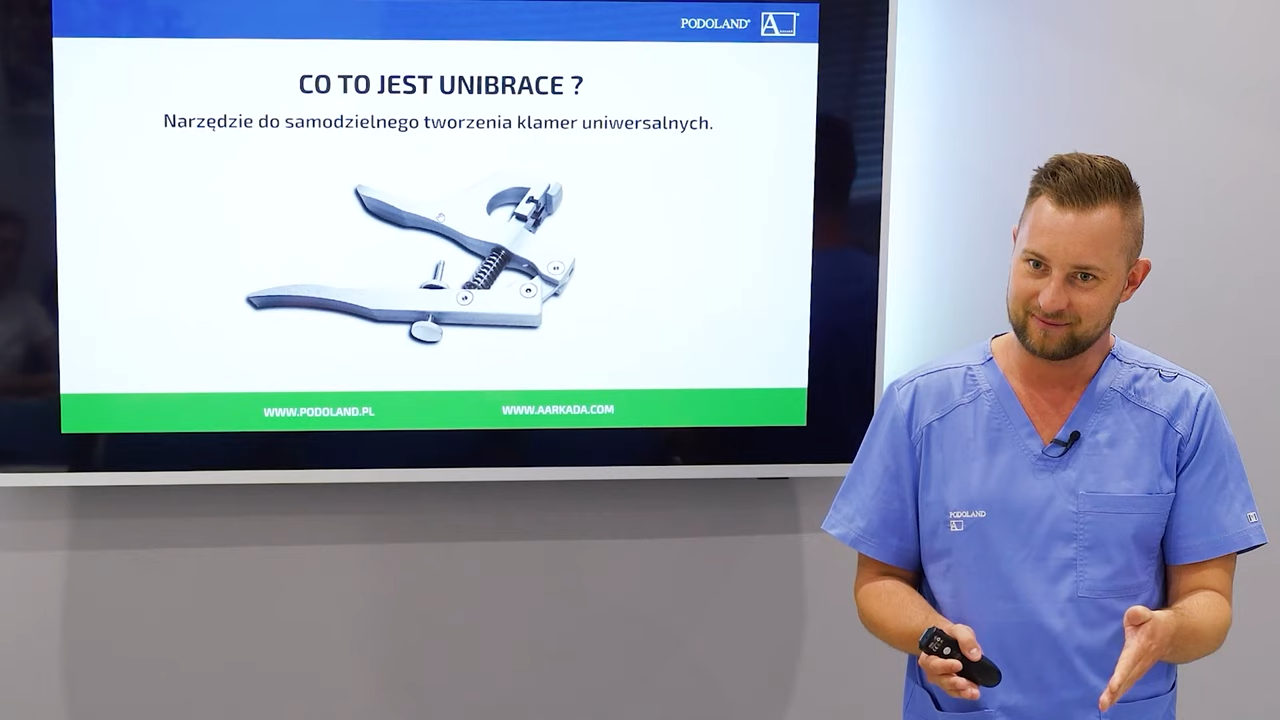 PODOLAND®
A
CO TO JEST UNIBRACE ?
Narzędzie do samodzielnego tworzenia klamer uniwersalnych.
WWW.PODOLAND.PL
WWW.AARKADA.COM
PODOLAND
A